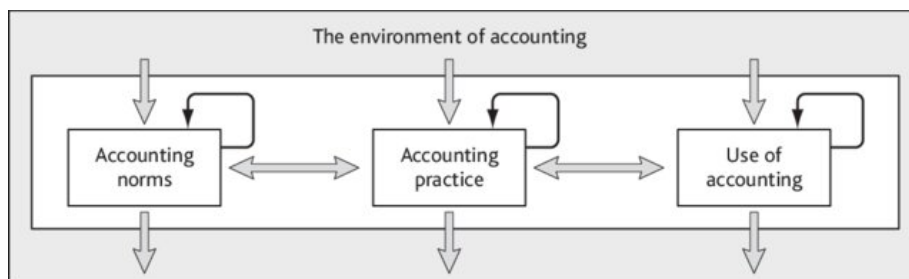 The environment of accounting
Accounting
norms
Accounting
practice
Use of
accounting